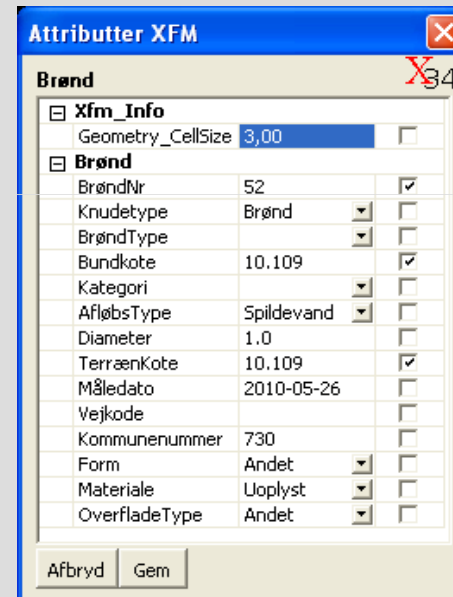 Attributter XFM
Brønd X34
Xfm_Info
Geometry_CellSize 3,00
Brønd
BrøndNr 52
Knudetype Brønd
BrøndType
Bundkote 10.109
Kategori
AfløbsType Spildevand
Diameter 1.0
TerrænKote 10.109
Måledato 2010-05-26
Vejkode
Kommunenummer 730
Form Andet
Materiale Uoplyst
OverfladeType Andet
Afbryd Gem